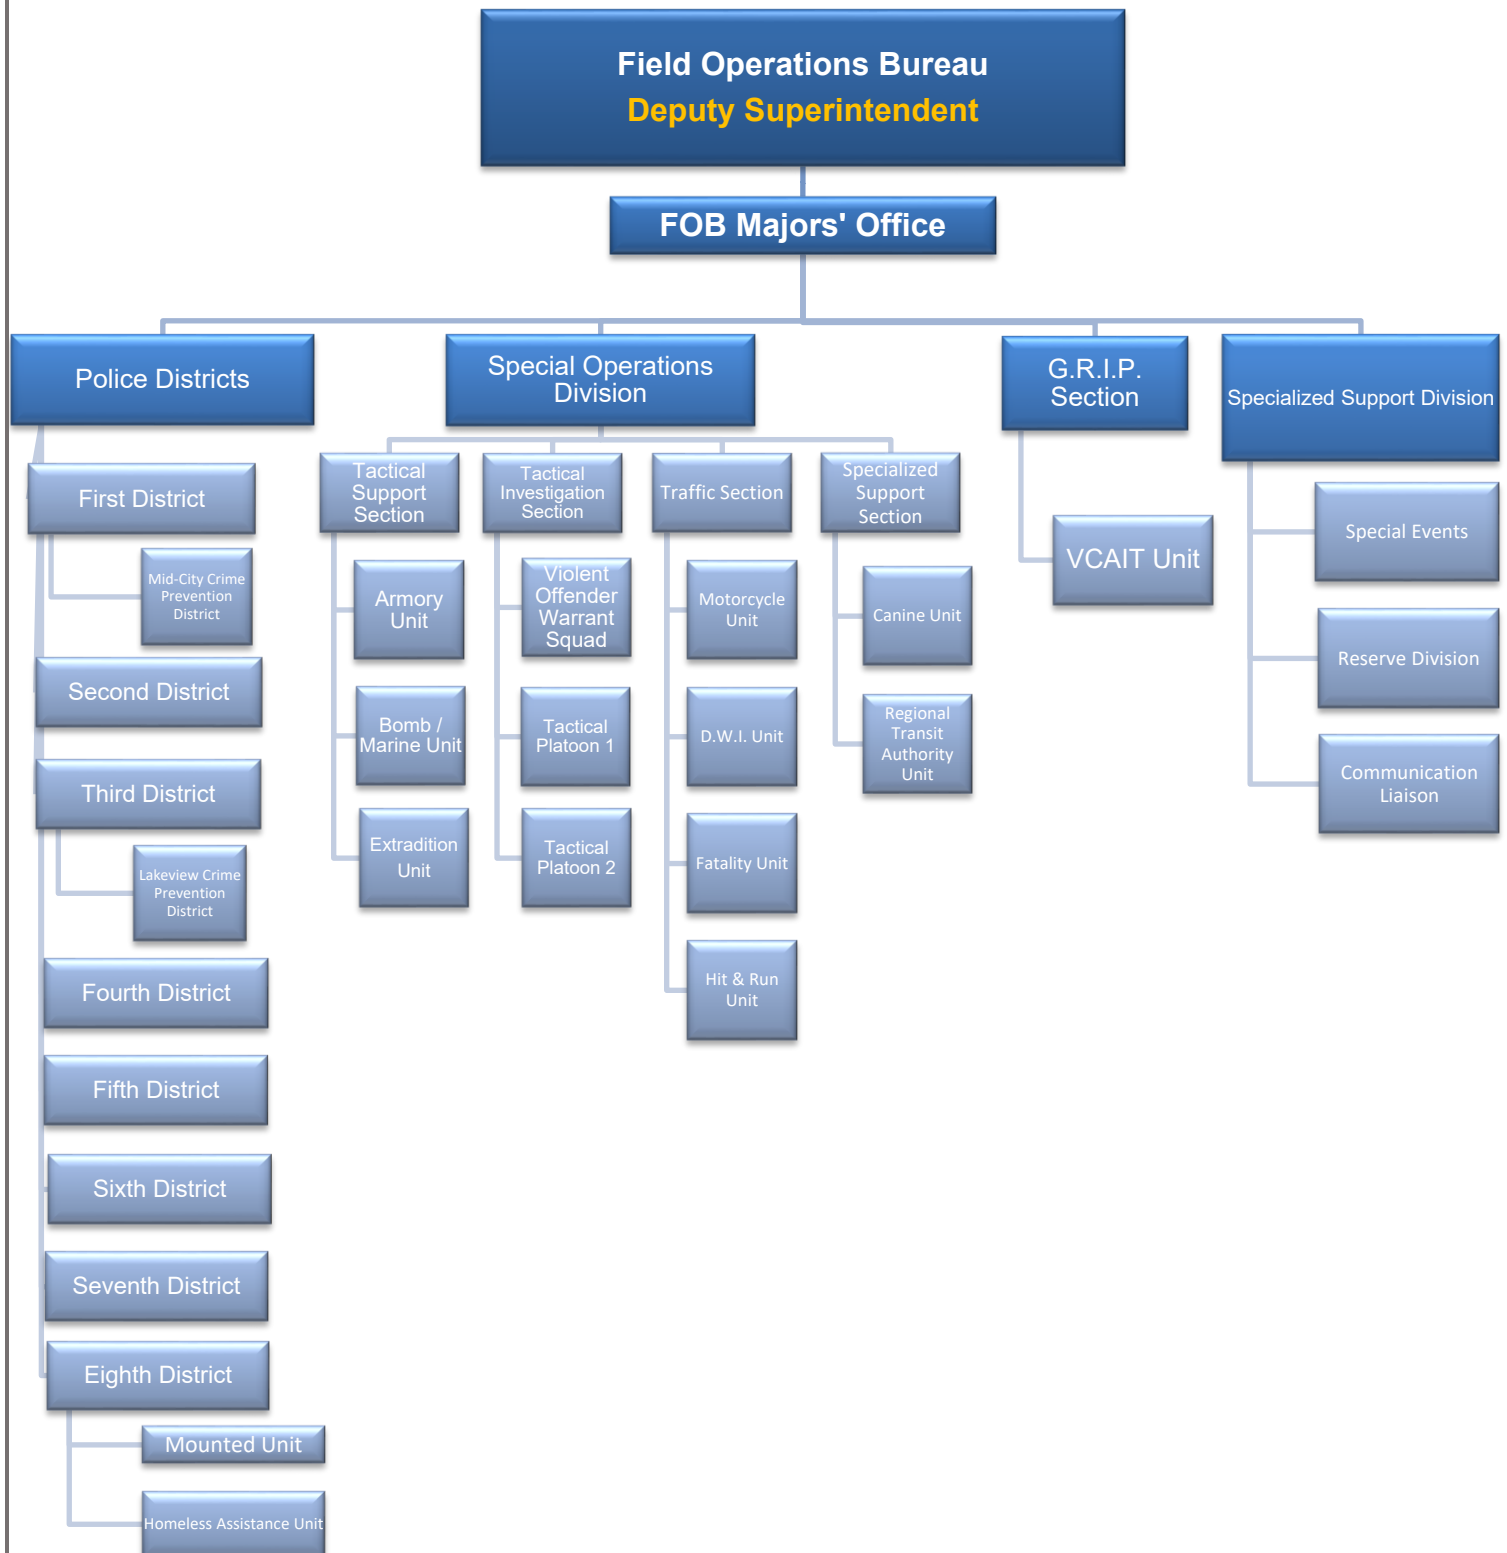 Field Operations Bureau
Deputy Superintendent
FOB Majors' Office
Police Districts
First District
Mid-City Crime
Prevention
District
Second District
Third District
Lakeview Crime
Prevention
District
Fourth District
Fifth District
Sixth District
Seventh District
Eighth District
Mounted Unit
Homeless Assistance Unit
Special Operations
Division
Tactical
Support
Section
Armory
Unit
Bomb /
Marine Unit
Extradition
Unit
Tactical
Investigation
Section
Violent
Offender
Warrant
Squad
Tactical
Platoon 1
Tactical
Platoon 2
Traffic Section
Motorcycle
Unit
D.W.I. Unit
Fatality Unit
Hit & Run
Unit
Specialized
Support
Section
Canine Unit
Regional
Transit
Authority
Unit
G.R.I.P.
Section
VCAIT Unit
Specialized Support Division
Special Events
Reserve Division
Communication
Liaison